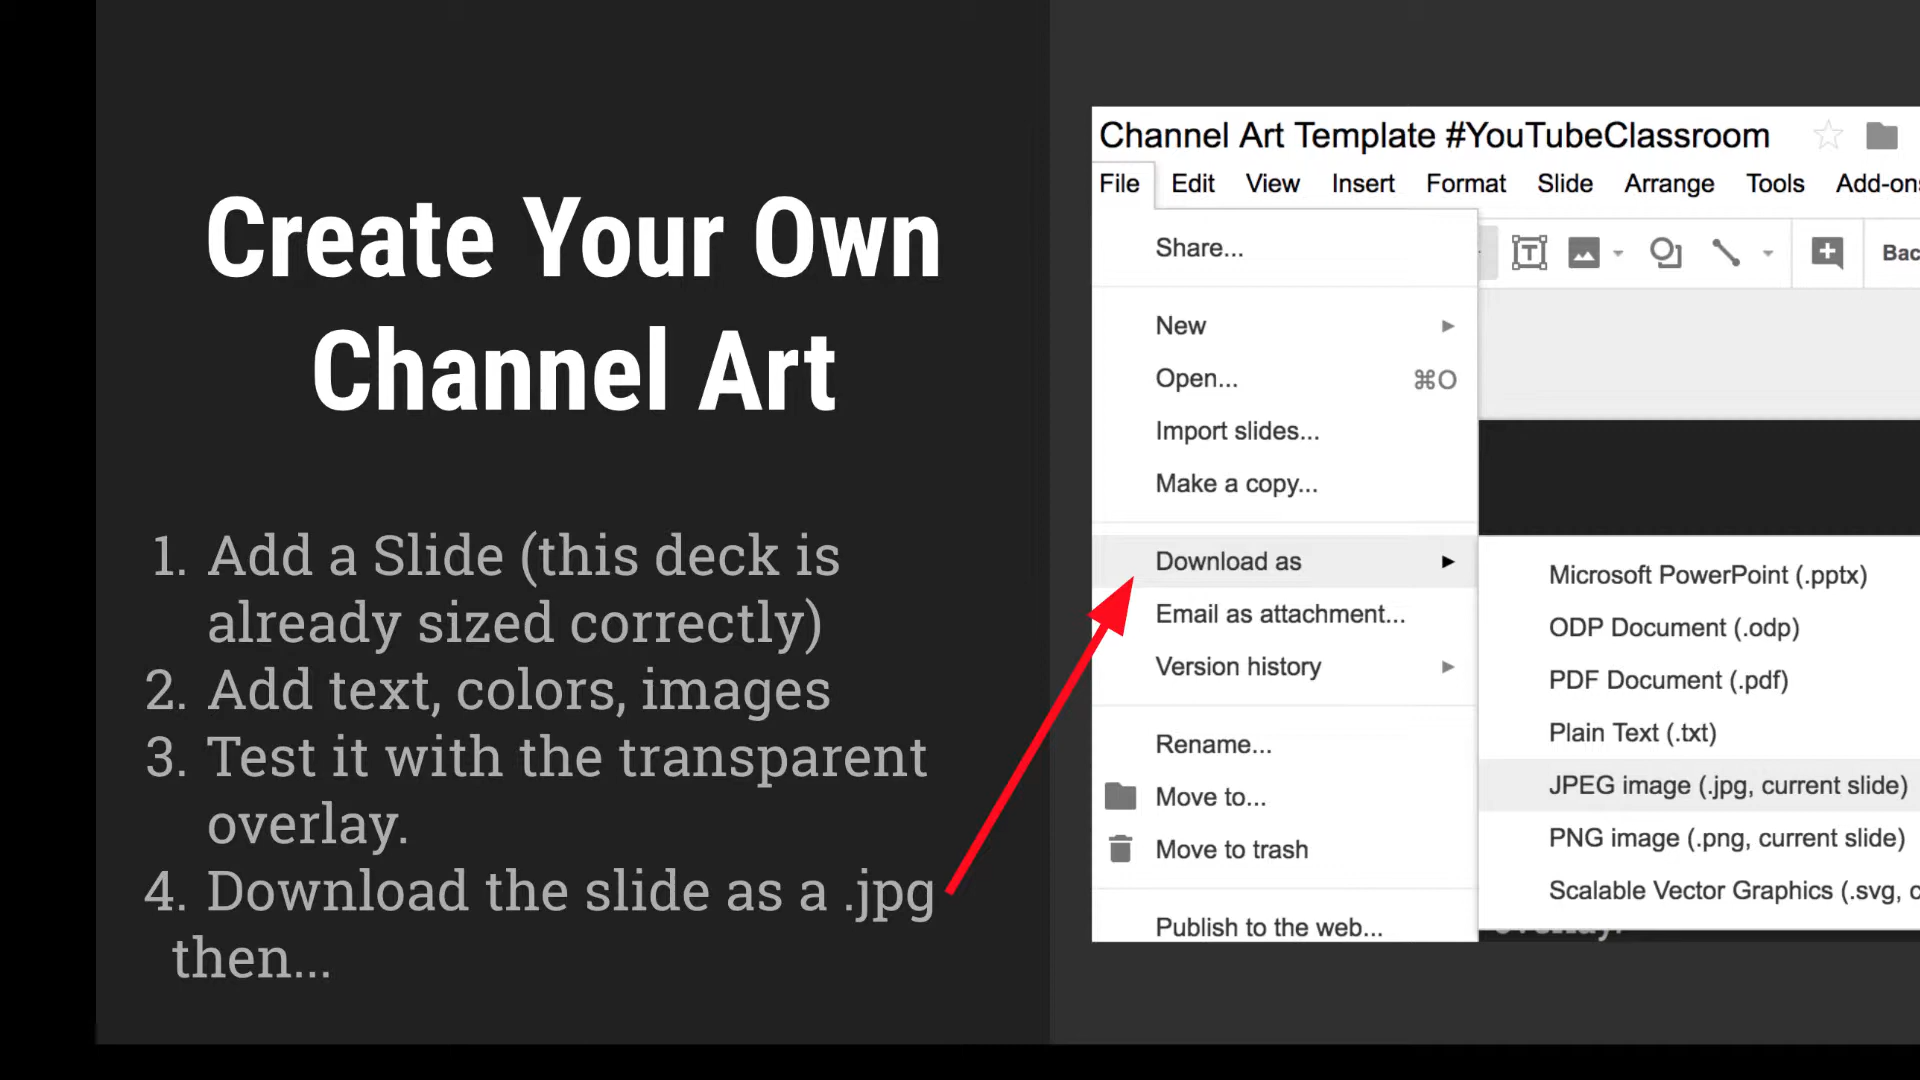 Create Your Own
Channel Art
1. Add a Slide (this deck is
already sized correctly)
2. Add text, colors, images
3. Test it with the transparent
overlay.
4. Download the slide as a .jpg
then...
Channel Art Template #YouTubeClassroom
File Edit View Insert Format Slide Arrange Tools Add-ons
Share...
New
Open... ⌘O
Import slides...
Make a copy...
Download as
Email as attachment...
Version history
Rename...
Move to...
Move to trash
Publish to the web...
Bac
Microsoft PowerPoint (.pptx)
ODP Document (.odp)
PDF Document (.pdf)
Plain Text (.txt)
JPEG image (.jpg, current slide)
PNG image (.png, current slide)
Scalable Vector Graphics (.svg, c
overlay.